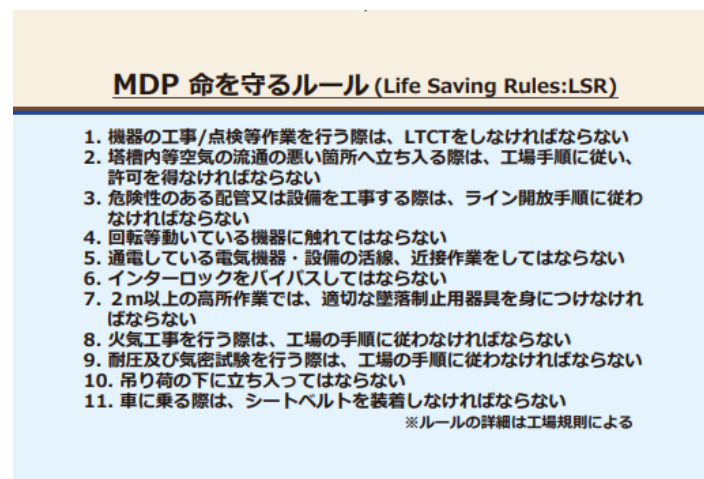 MDP 命を守るルール (Life Saving Rules:LSR)
1. 機器の工事/点検等作業を行う際は、LTCTをしなければならない
2. 塔槽内等空気の流通の悪い箇所へ立ち入る際は、工場手順に従い、
許可を得なければならない
3. 危険性のある配管又は設備を工事する際は、ライン開放手順に従わ
なければならない
4. 回転等動いている機器に触れてはならない
5. 通電している電気機器・設備の活線、近接作業をしてはならない
6. インターロックをバイパスしてはならない
7. 2m以上の高所作業では、適切な墜落制止用器具を身につけなけれ
ばならない
8. 火気工事を行う際は、工場の手順に従わなければならない
9. 耐圧及び気密試験を行う際は、工場の手順に従わなければならない
10. 吊り荷の下に立ち入ってはならない
11. 車に乗る際は、シートベルトを装着しなければならない
※ルールの詳細は工場規則による